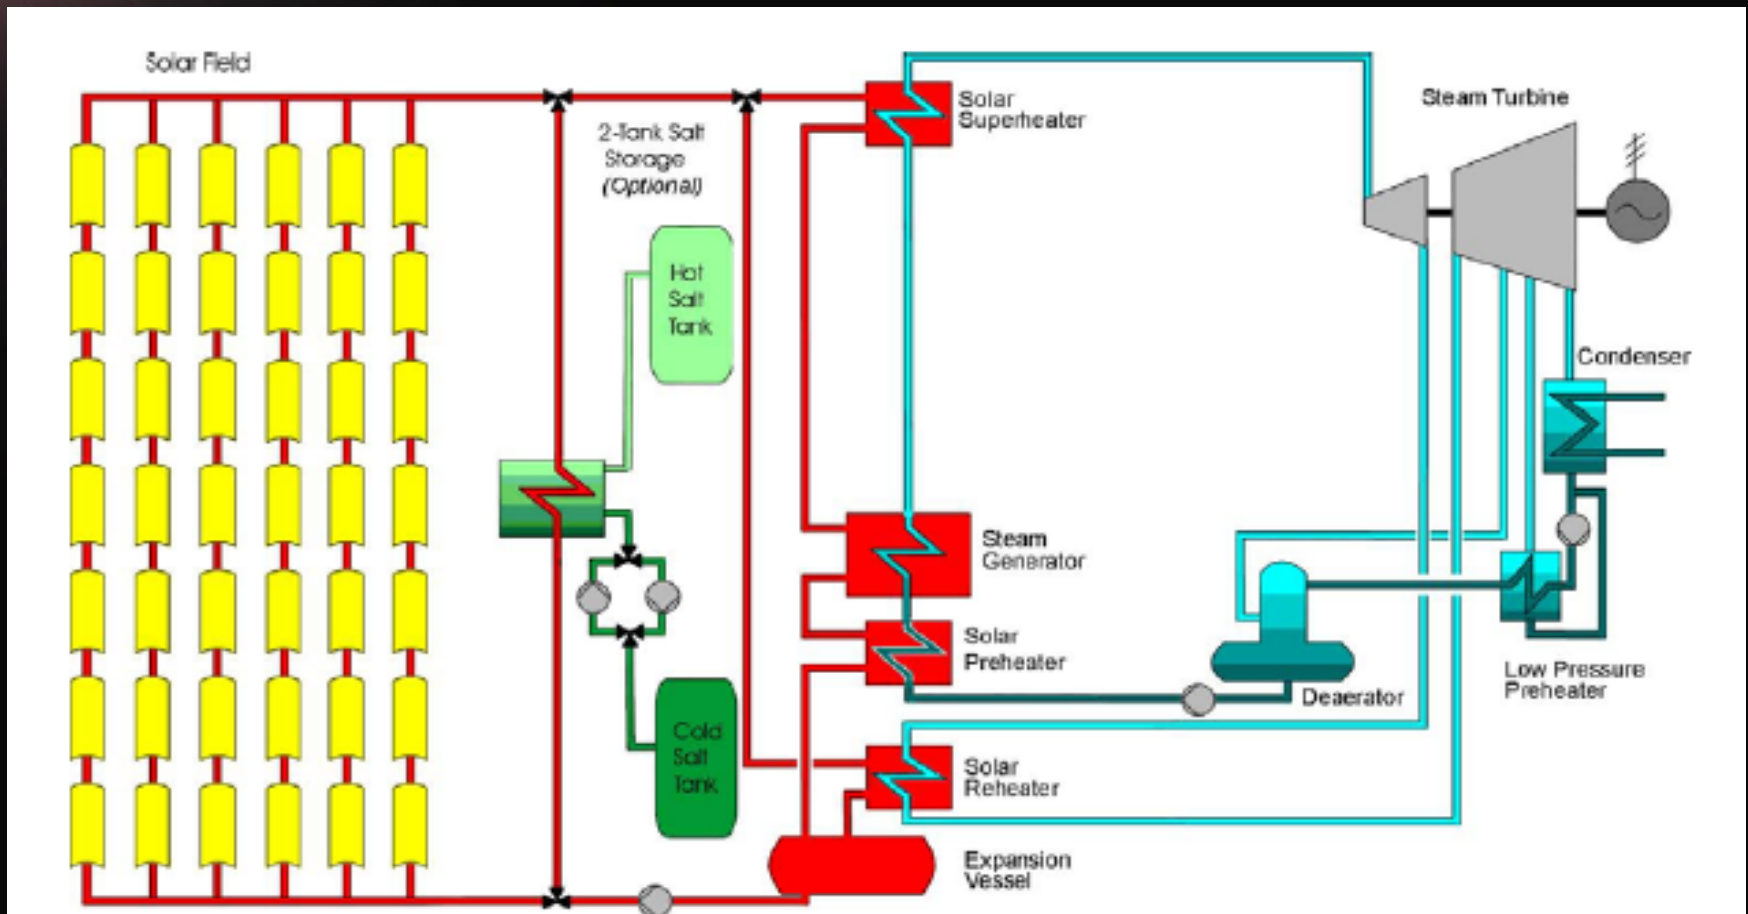 Solar Field
2-Tank Salt
Storage
(Optional)
Hot
Salt
Tank
Cold
Salt
Tank
Solar
Superheater
Steam Turbine
Condenser
Steam
Generator
Solar
Preheater
Deaerator
Low Pressure
Preheater
Solar
Reheater
Expansion
Vessel